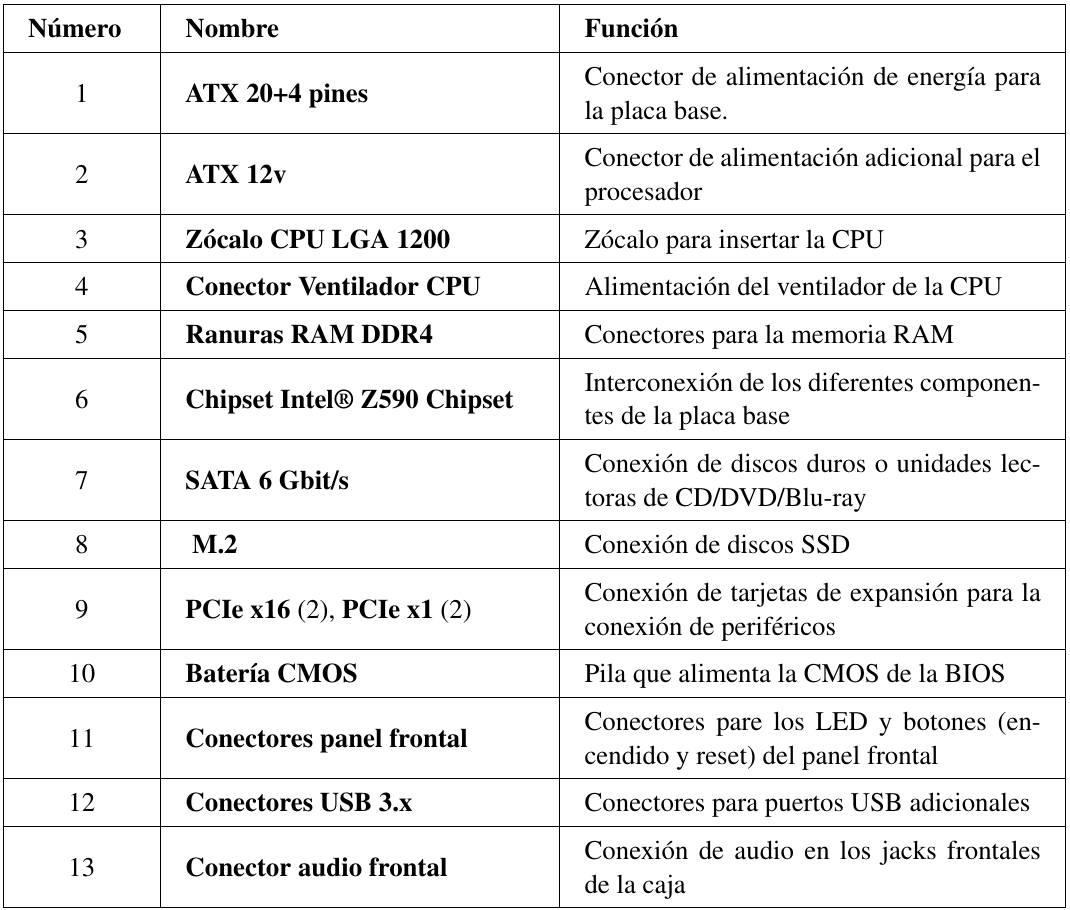 Número Nombre Función
1 ATX 20+4 pines Conector de alimentación de energía para
la placa base.
2 ATX 12v Conector de alimentación adicional para el
procesador
3 Zócalo CPU LGA 1200 Zócalo para insertar la CPU
4 Conector Ventilador CPU Alimentación del ventilador de la CPU
5 Ranuras RAM DDR4 Conectores para la memoria RAM
6 Chipset Intel® Z590 Chipset Interconexión de los diferentes componen-
tes de la placa base
7 SATA 6 Gbit/s Conexión de discos duros o unidades lec-
toras de CD/DVD/Blu-ray
8 M.2 Conexión de discos SSD
9 PCIe x16 (2), PCIe x1 (2) Conexión de tarjetas de expansión para la
conexión de periféricos
10 Batería CMOS Pila que alimenta la CMOS de la BIOS
11 Conectores panel frontal Conectores pare los LED y botones (en-
cendido y reset) del panel frontal
12 Conectores USB 3.x Conectores para puertos USB adicionales
13 Conector audio frontal Conexión de audio en los jacks frontales
de la caja